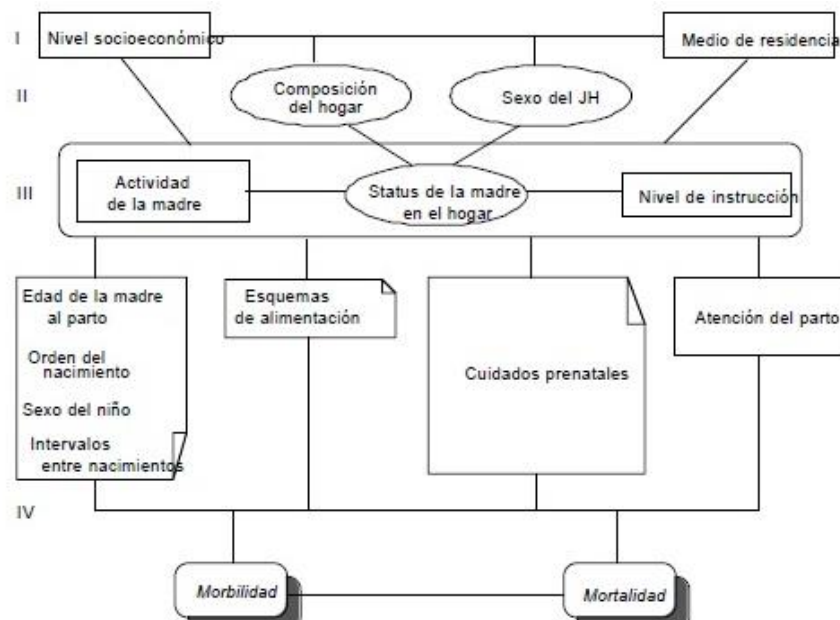 I
Nivel socioeconómico
Medio de residencia
II
Composición
del hogar
Sexo del JH
III
Actividad
de la madre
Status de la madre
en el hogar
Nivel de instrucción
Edad de la madre
al parto
Orden del
nacimiento
Sexo del niño
Intervalos
entre nacimientos
Esquemas
de alimentación
Cuidados prenatales
Atención del parto
IV
Morbilidad
Mortalidad